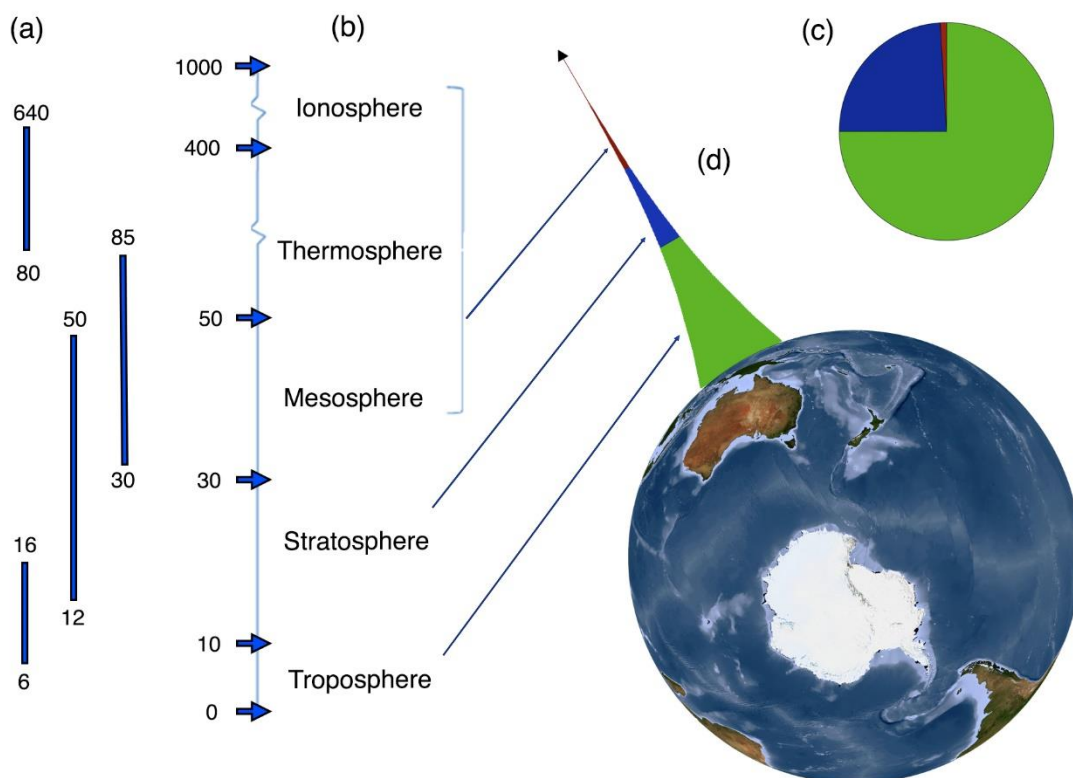 (a)
640
80
85
30
50
12
16
6
(b)
1000
400
50
30
10
0
Ionosphere
Thermosphere
Mesosphere
Stratosphere
Troposphere
(c)
(d)